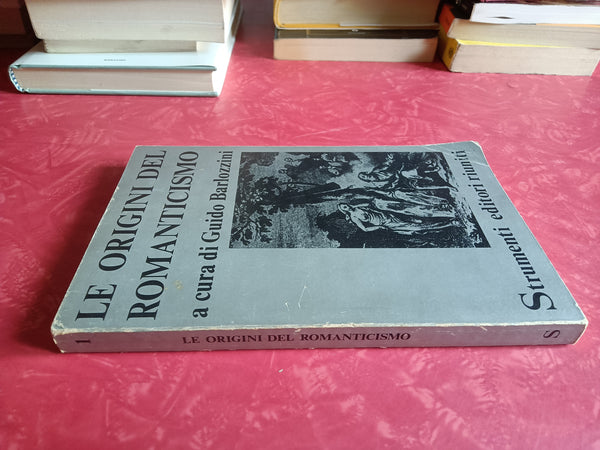 LE ORIGINI DEL
ROMANTICISMO
a cura di Guido Barlozzini
Strumenti editori riuniti
1
LE ORIGINI DEL ROMANTICISMO
S